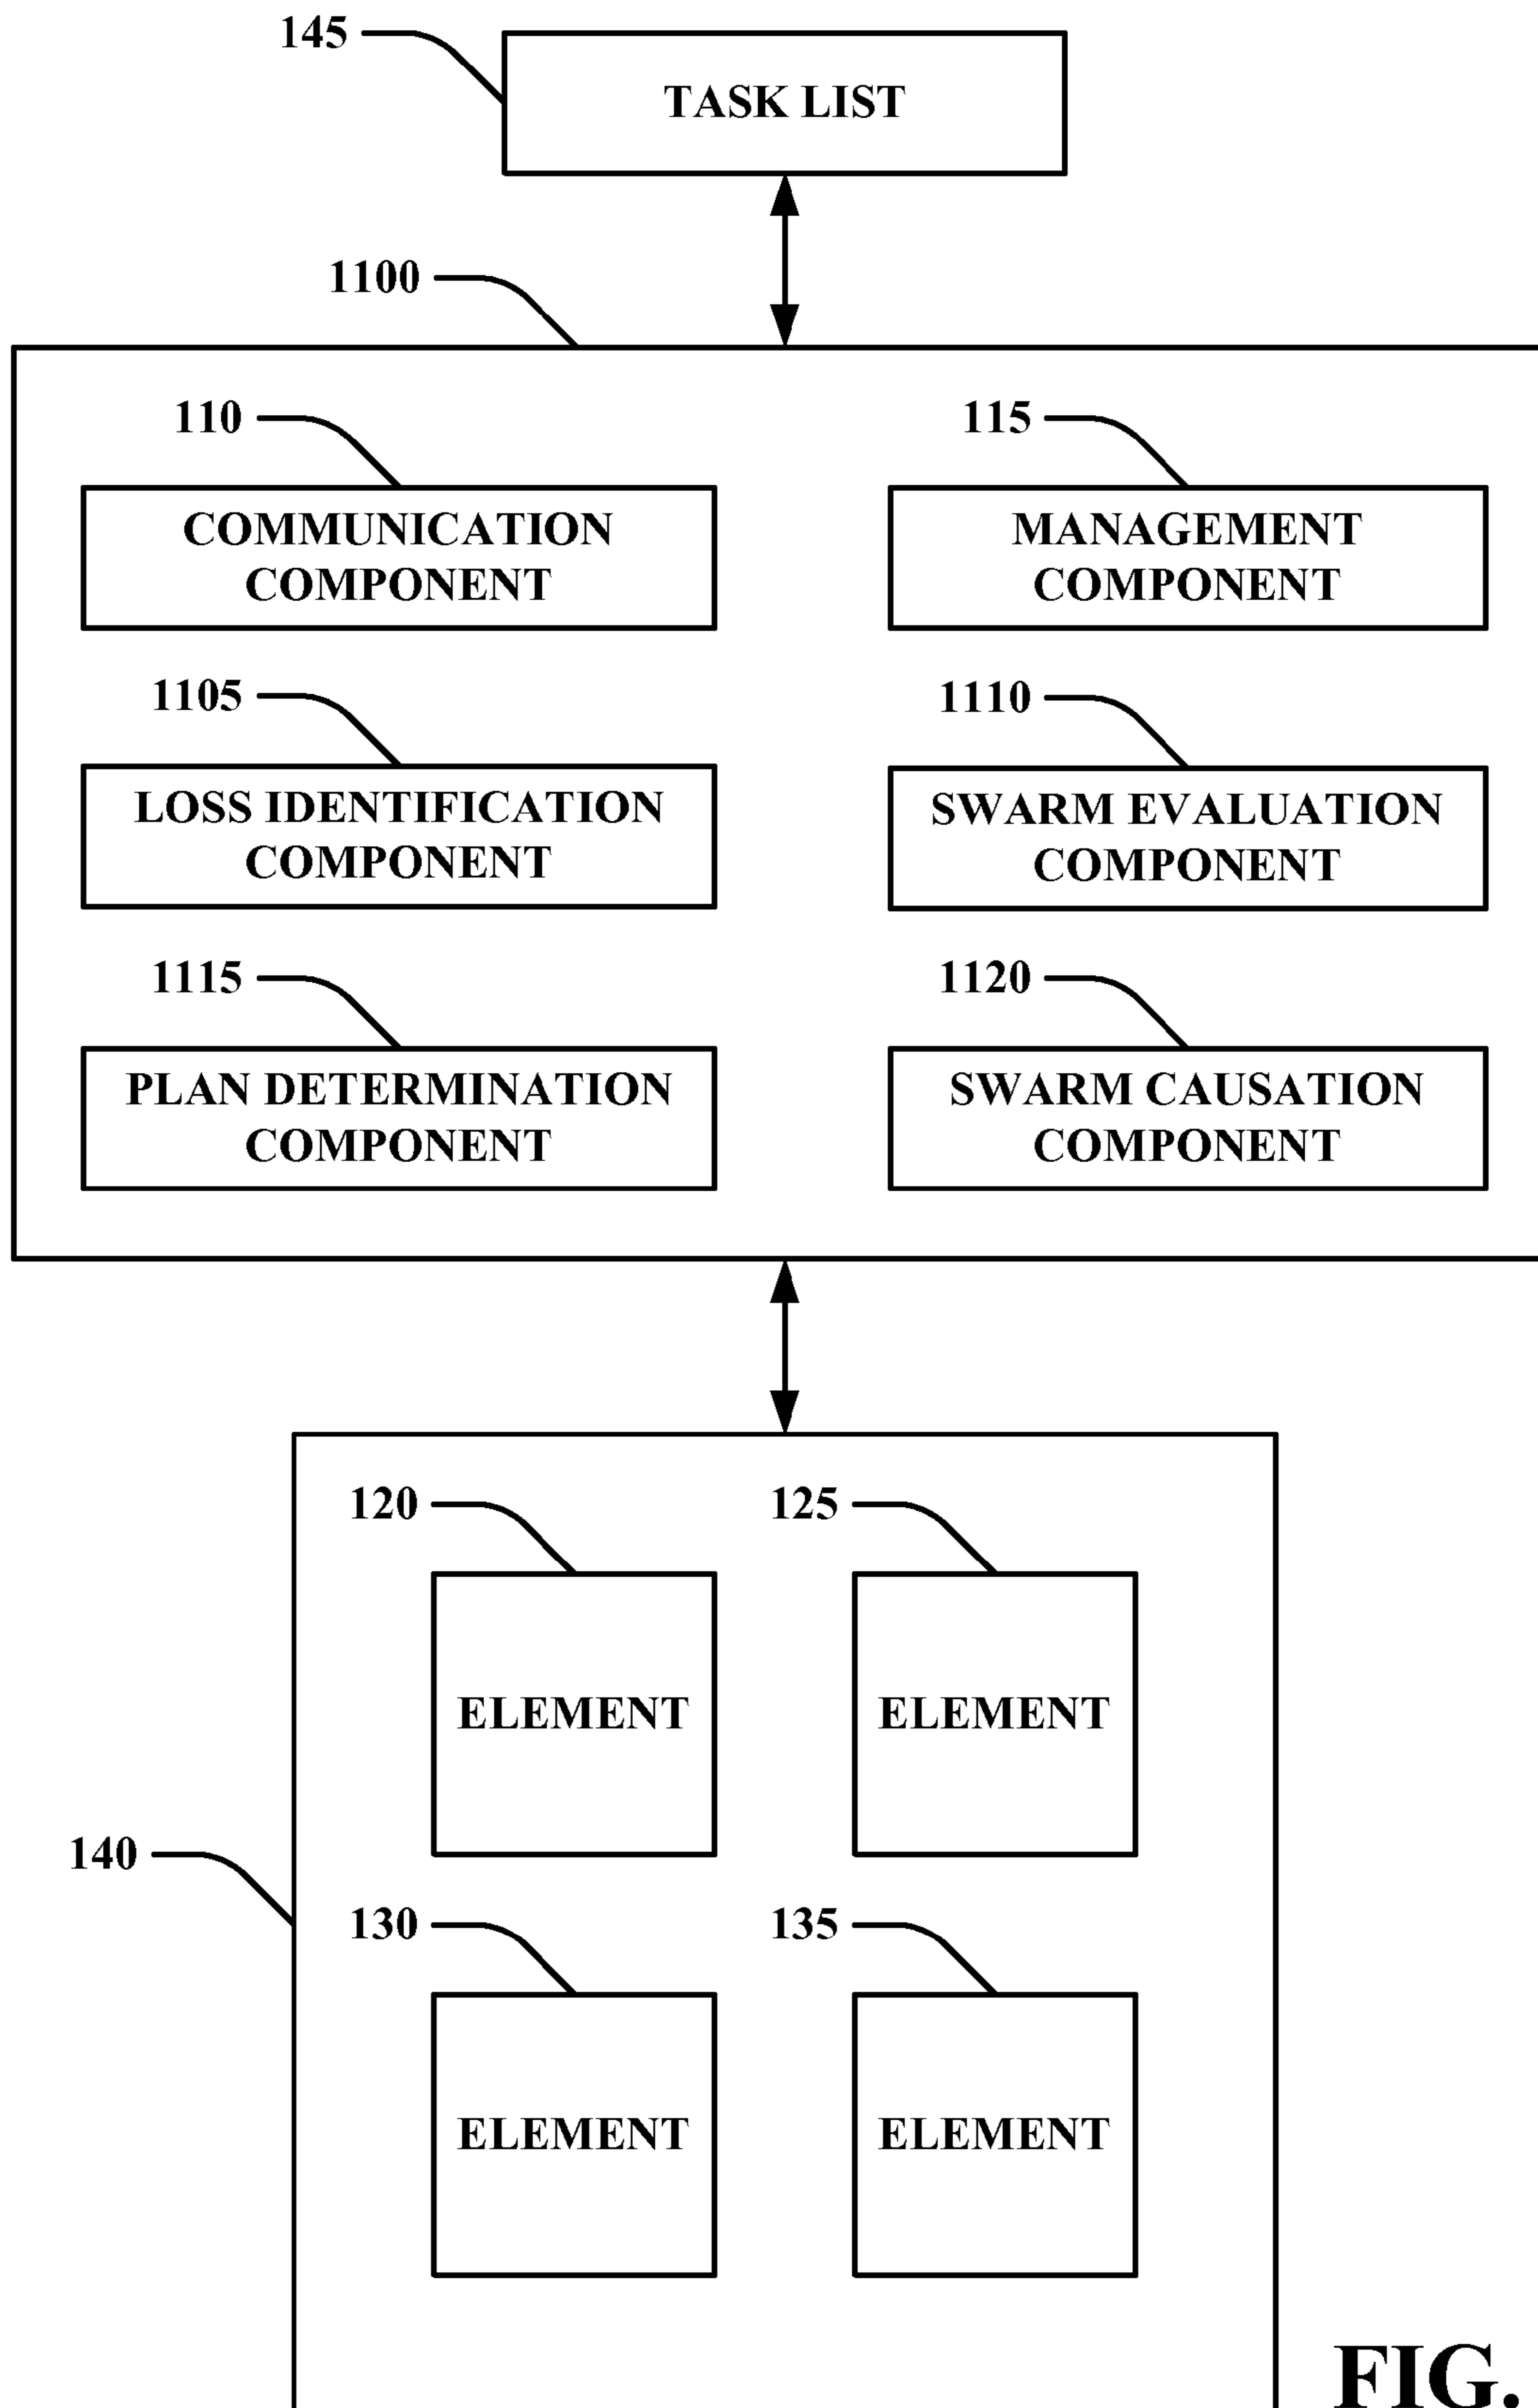 145
TASK LIST
1100
110
115
COMMUNICATION
COMPONENT
MANAGEMENT
COMPONENT
1105
1110
LOSS IDENTIFICATION
COMPONENT
SWARM EVALUATION
COMPONENT
1115
1120
PLAN DETERMINATION
COMPONENT
SWARM CAUSATION
COMPONENT
120
125
ELEMENT
ELEMENT
140
130
135
ELEMENT
ELEMENT
FIG.